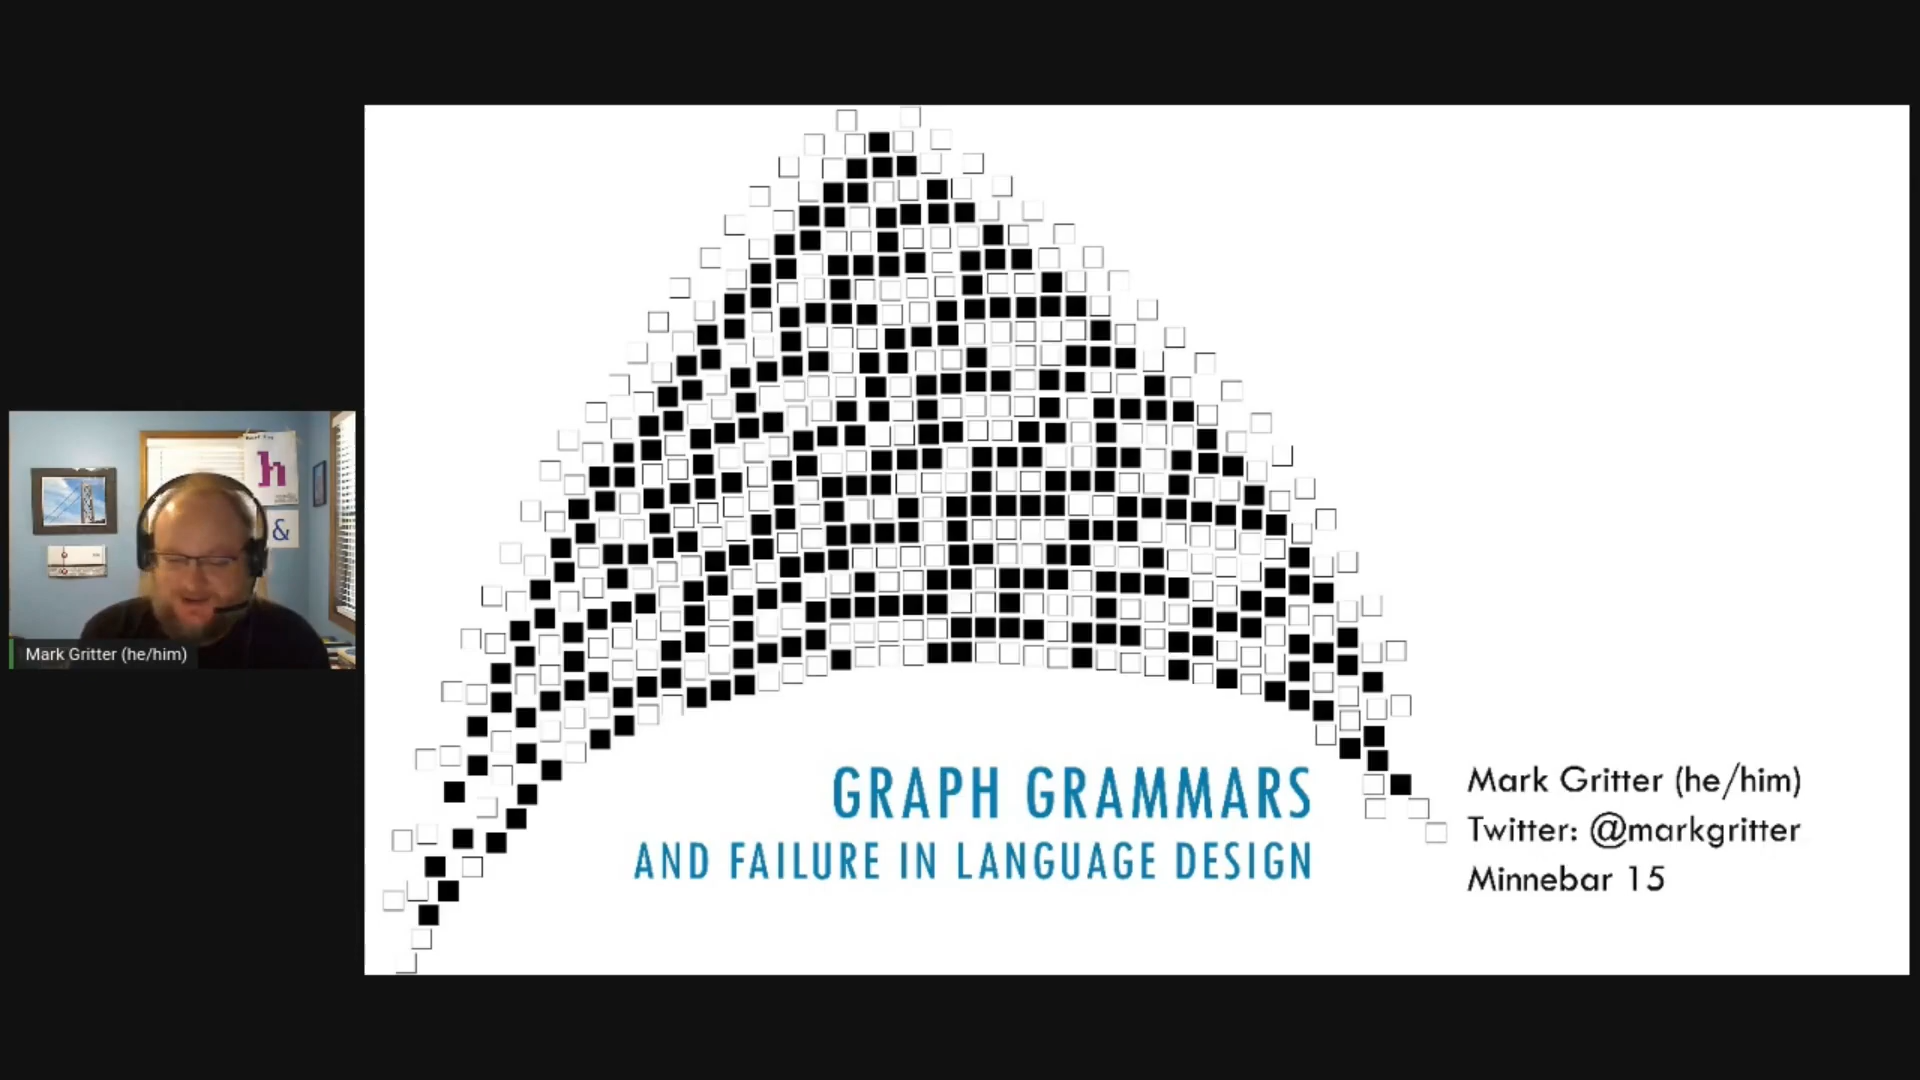 GRAPH GRAMMARS
AND FAILURE IN LANGUAGE DESIGN
Mark Gritter (he/him)
Twitter: @markgritter
Minnebar 15
h
&
Mark Gritter (he/him)